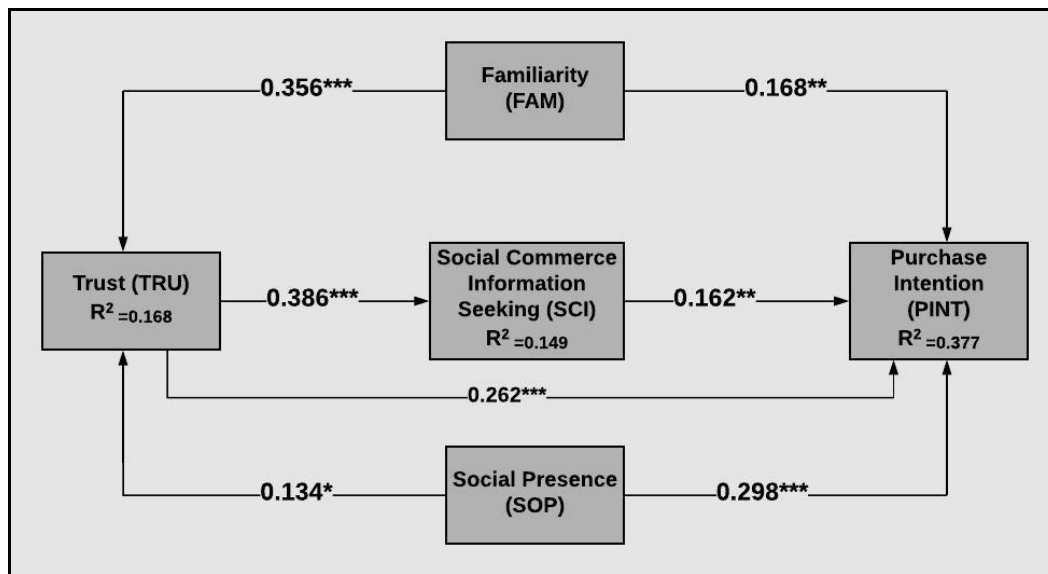 Familiarity
(FAM)
0.356***
0.168**
Trust (TRU)
R² =0.168
0.386***
Social Commerce
Information
Seeking (SCI)
R² =0.149
0.162**
Purchase
Intention
(PINT)
R² =0.377
0.262***
Social Presence
(SOP)
0.134*
0.298***